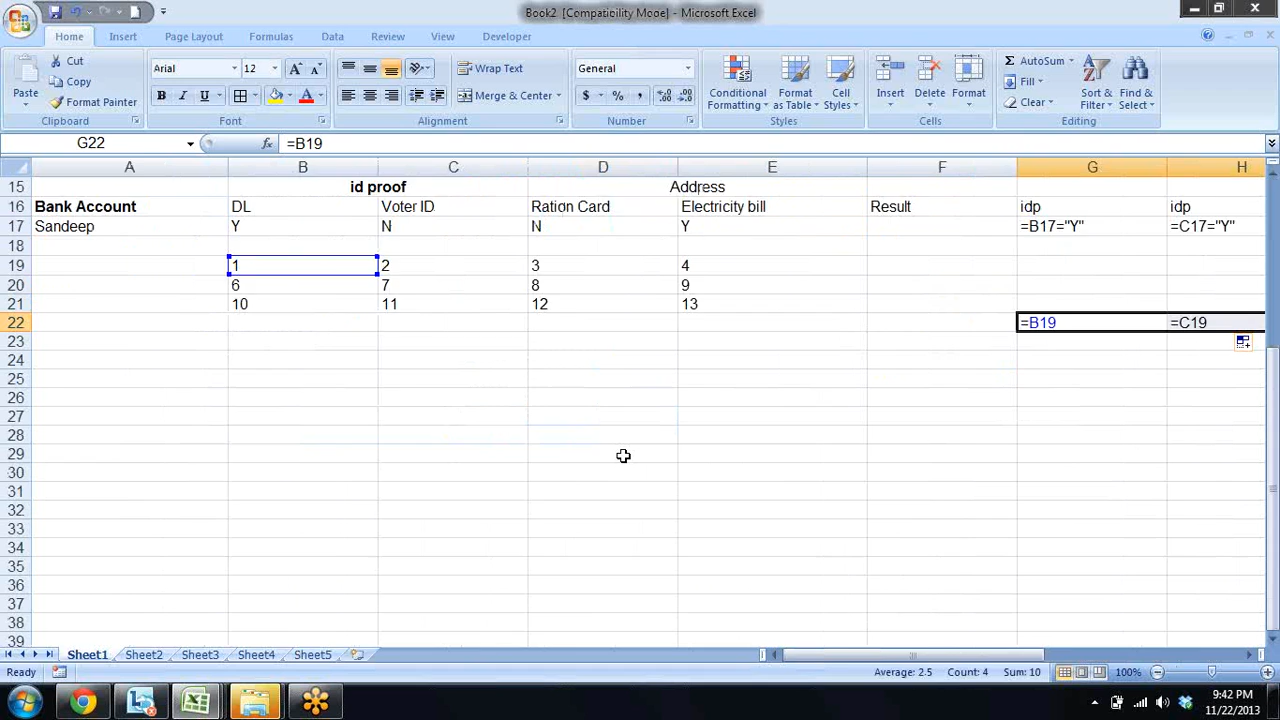 Book2 [Compatibility Mode] - Microsoft Excel
Home Insert Page Layout Formulas Data Review View Developer
Paste Cut Copy Format Painter
Clipboard
Arial 12
B I U A
Font
Wrap Text
Merge & Center
Alignment
General
$ % ,
Number
Conditional Formatting Format as Table Cell Styles
Styles
Insert Delete Format
Cells
AutoSum Fill Clear
Sort & Filter Find & Select
Editing
G22 fx =B19
A B C D E F G H
15 id proof Address
16 Bank Account DL Voter ID Ration Card Electricity bill Result idp idp
17 Sandeep Y N N Y =B17="Y" =C17="Y"
18
19 1 2 3 4
20 6 7 8 9
21 10 11 12 13
22 =B19 =C19
23
24
25
26
27
28
29
30
31
32
33
34
35
36
37
38
39
Sheet1 Sheet2 Sheet3 Sheet4 Sheet5
Ready Average: 2.5 Count: 4 Sum: 10 100%
9:42 PM
11/22/2013